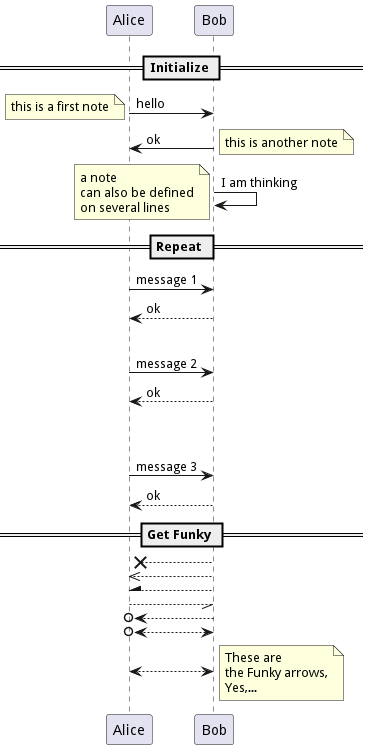 Alice
Bob
Initialize
this is a first note
hello
ok
this is another note
a note
can also be defined
on several lines
I am thinking
Repeat
message 1
ok
message 2
ok
message 3
ok
Get Funky
These are
the Funky arrows,
Yes,...
Alice
Bob